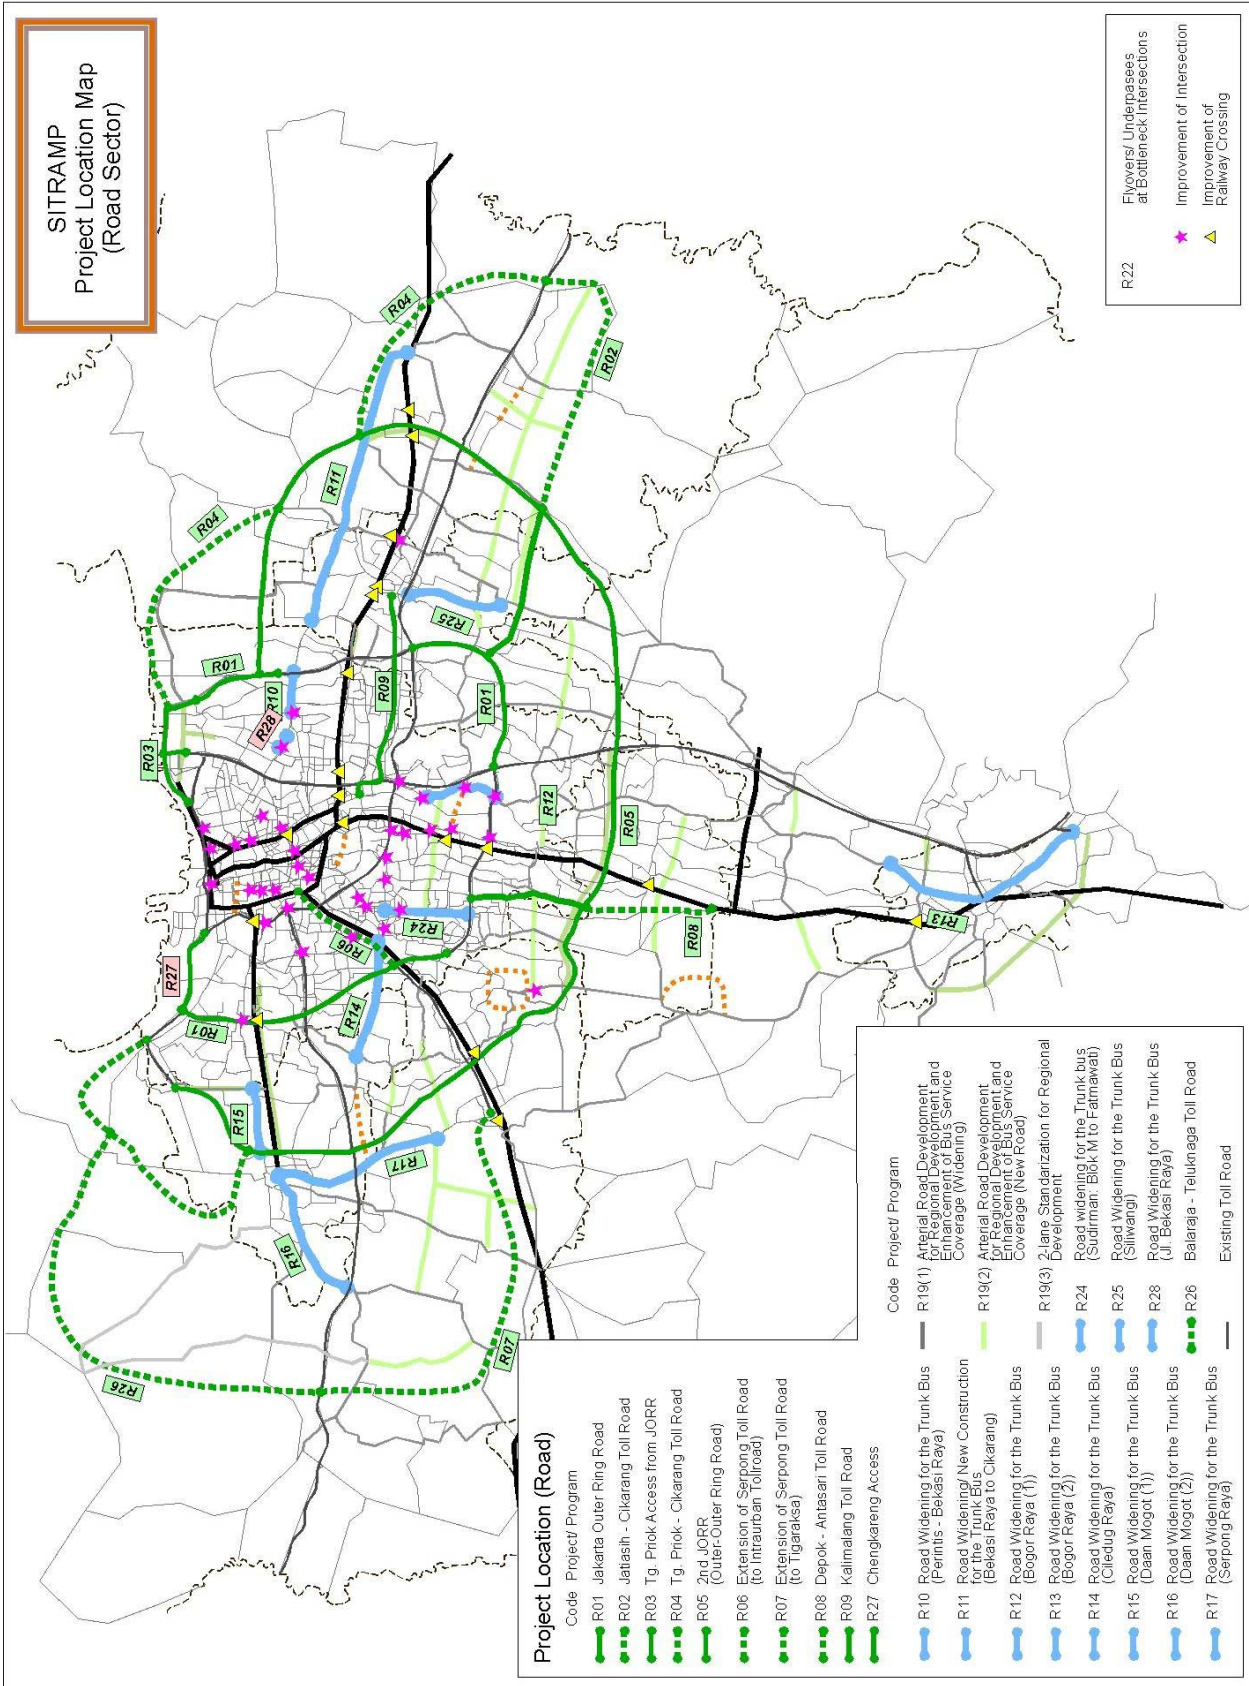 SITRAMP
Project Location Map
(Road Sector)
R04
R02
R11
R04
R01
R10
R28
R09
R25
R01
R03
R12
R05
R27
R01
R06
R24
R08
R13
R14
R15
R17
R16
R26
R07
R22
Flyovers/ Underpasees
at Bottleneck Intersections
Improvement of Intersection
Improvement of
Railway Crossing
Project Location (Road)
Code Project/ Program
R01 Jakarta Outer Ring Road
R02 Jatiasih - Cikarang Toll Road
R03 Tg. Priok Access from JORR
R04 Tg. Priok - Cikarang Toll Road
R05 2nd JORR
(Outer-Outer Ring Road)
R06 Extension of Serpong Toll Road
(to Intraurban Tollroad)
R07 Extension of Serpong Toll Road
(to Tigaraksa)
R08 Depok - Antasari Toll Road
R09 Kalimalang Toll Road
R27 Chengkareng Access
R10 Road Widening for the Trunk Bus
(Perintis - Bekasi Raya)
R11 Road Widening/ New Construction
for the Trunk Bus
(Bekasi Raya to Cikarang)
R12 Road Widening for the Trunk Bus
(Bogor Raya (1))
R13 Road Widening for the Trunk Bus
(Bogor Raya (2))
R14 Road Widening for the Trunk Bus
(Ciledug Raya)
R15 Road Widening for the Trunk Bus
(Daan Mogot (1))
R16 Road Widening for the Trunk Bus
(Daan Mogot (2))
R17 Road Widening for the Trunk Bus
(Serpong Raya)
Code Project/ Program
R19(1) Arterial Road Development
for Regional Development and
Enhancement of Bus Service
Coverage (Widening)
R19(2) Arterial Road Development
for Regional Development and
Enhancement of Bus Service
Coverage (New Road)
R19(3) 2-lane Standarization for Regional
Development
R24 Road widening for the Trunk bus
(Sudirman: Blok M to Fatmawati)
R25 Road Widening for the Trunk Bus
(Siliwangi)
R28 Road Widening for the Trunk Bus
(Jl. Bekasi Raya)
R26 Balaraja - Teluknaga Toll Road
Existing Toll Road